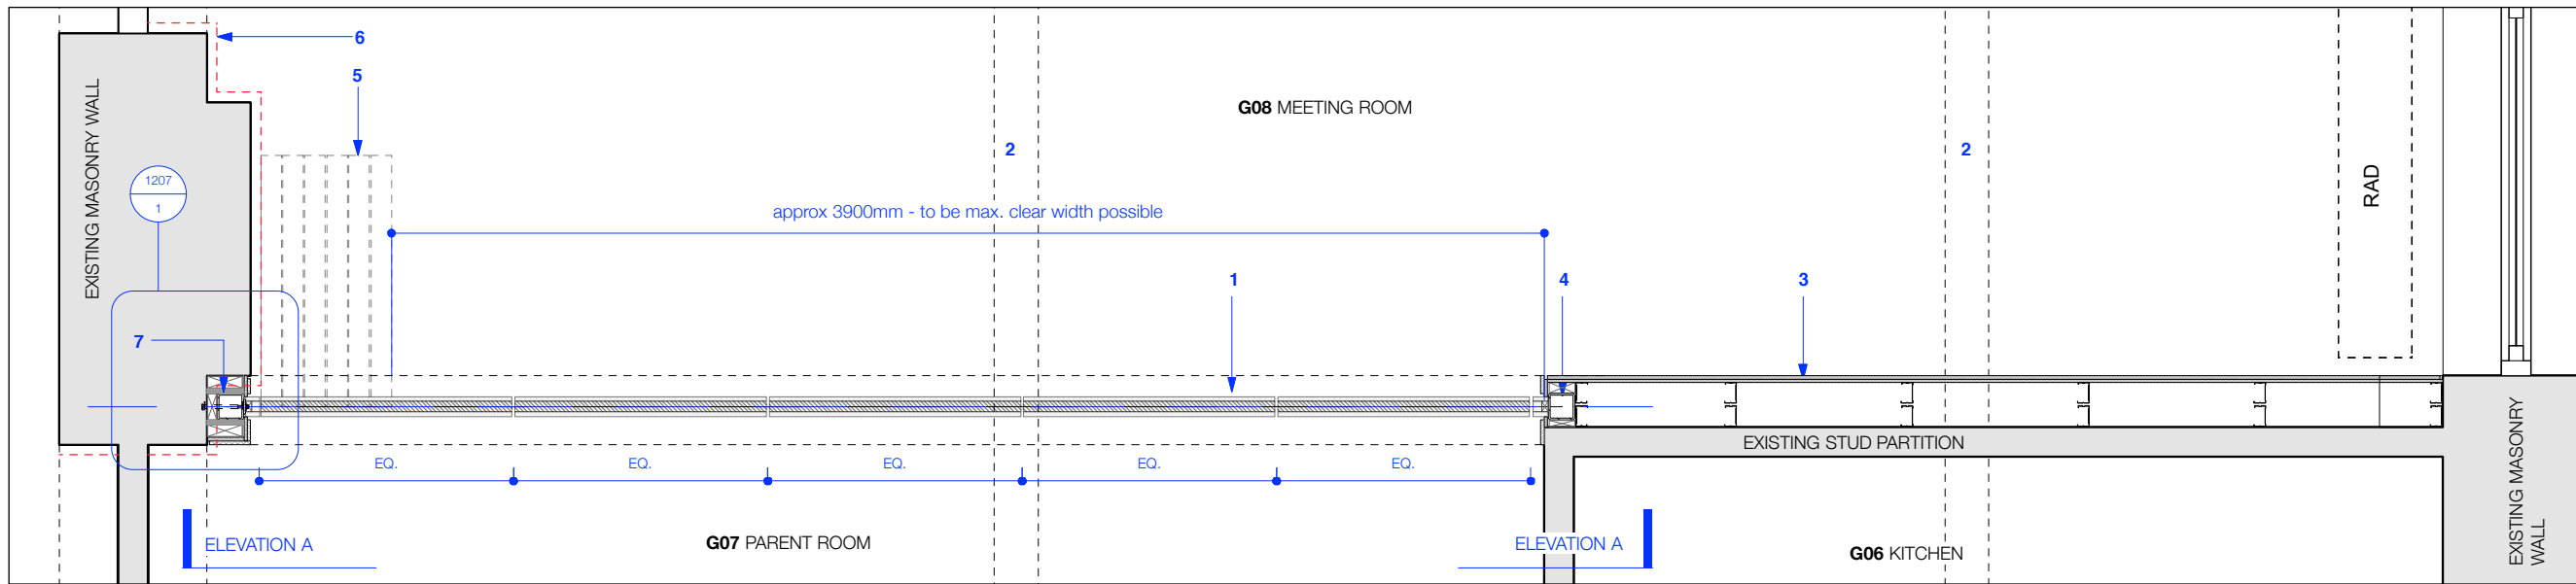 6
5
EXISTING MASONRY WALL
G08 MEETING ROOM
2
2
1207
1
RAD
approx 3900mm - to be max. clear width possible
1
4
3
7
EXISTING STUD PARTITION
EQ.
EQ.
EQ.
EQ.
EQ.
EXISTING MASONRY
WALL
ELEVATION A
G07 PARENT ROOM
ELEVATION A
G06 KITCHEN